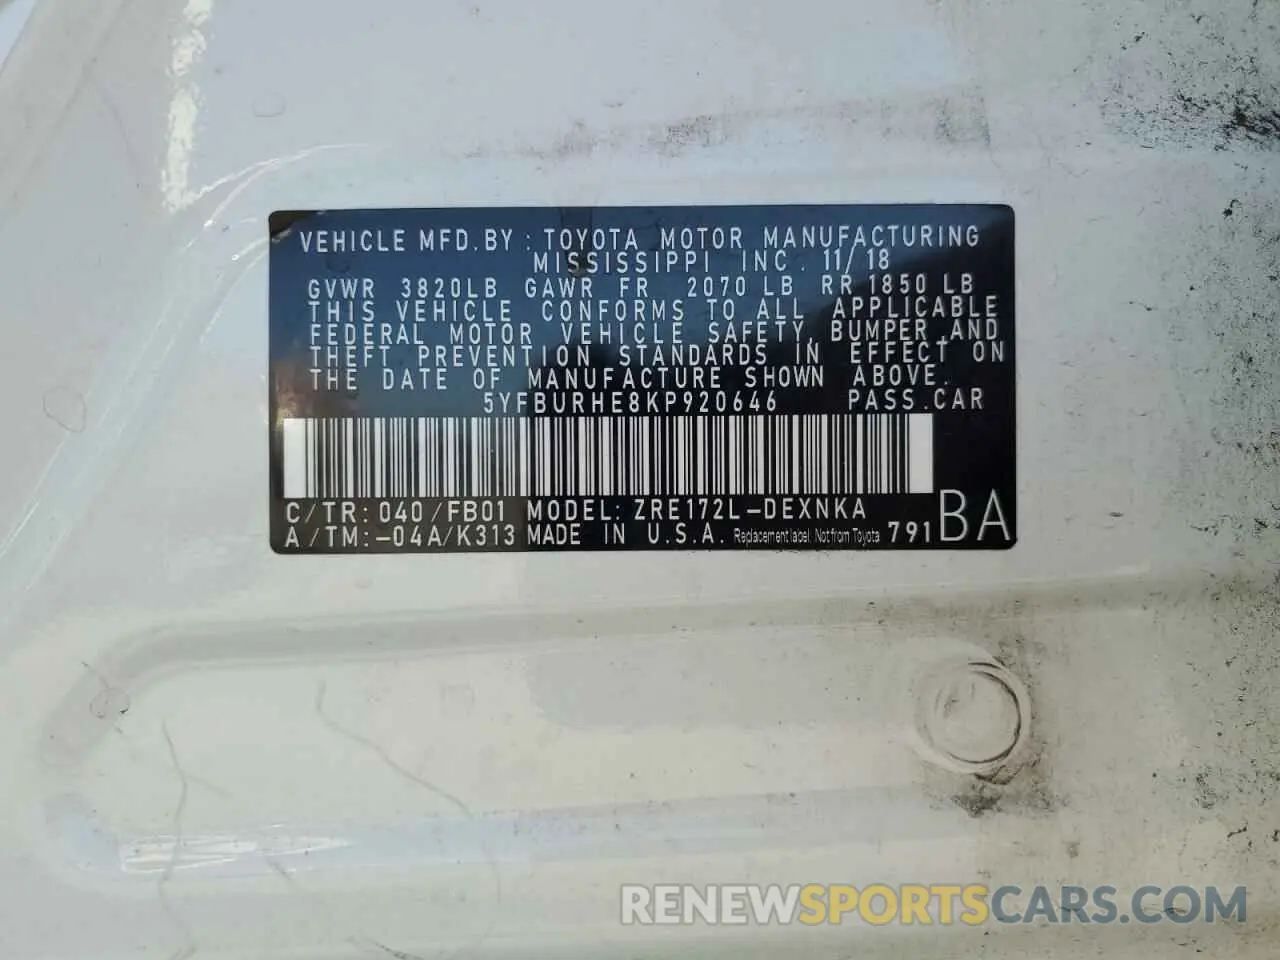 VEHICLE MFD.BY : TOYOTA MOTOR MANUFACTURING
MISSISSIPPI INC. 11/18
GVWR 3820LB GAWR FR 2070 LB RR 1850 LB
THIS VEHICLE CONFORMS TO ALL APPLICABLE
FEDERAL MOTOR VEHICLE SAFETY, BUMPER,AND
THEFT PREVENTION STANDARDS IN EFFECT ON
THE DATE OF MANUFACTURE SHOWN ABOVE.
5YFBURHE8KP920646 PASS.CAR
C/TR: 040/FB01 MODEL: ZRE172L-DEXNKA
A/TM:-04A/K313 MADE IN U.S.A. Replacement label. Not from Toyota 791 BA
RENEWSPORTSCARS.COM